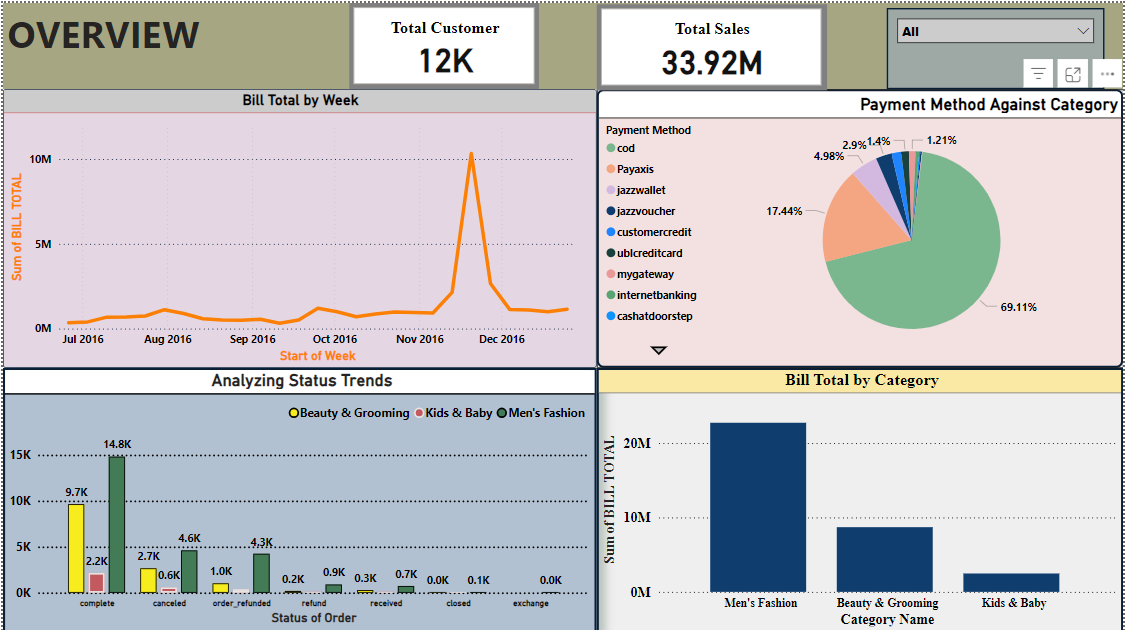 OVERVIEW
Total Customer
12K
Total Sales
33.92M
All
Bill Total by Week
Sum of BILL TOTAL
10M
5M
0M
Jul 2016
Aug 2016
Sep 2016
Oct 2016
Nov 2016
Dec 2016
Start of Week
Payment Method Against Category
Payment Method
cod
Payaxis
jazzwallet
jazzvoucher
customercredit
ublcreditcard
mygateway
internetbanking
cashatdoorstep
4.98%
2.9%
1.4%
1.21%
17.44%
69.11%
Analyzing Status Trends
Beauty & Grooming
Kids & Baby
Men's Fashion
15K
10K
5K
0K
9.7K
2.2K
14.8K
2.7K
0.6K
4.6K
1.0K
4.3K
0.2K
0.9K
0.3K
0.7K
0.0K
0.1K
0.0K
complete
canceled
order_refunded
refund
received
closed
exchange
Status of Order
Bill Total by Category
Sum of BILL TOTAL
20M
10M
0M
Men's Fashion
Beauty & Grooming
Kids & Baby
Category Name